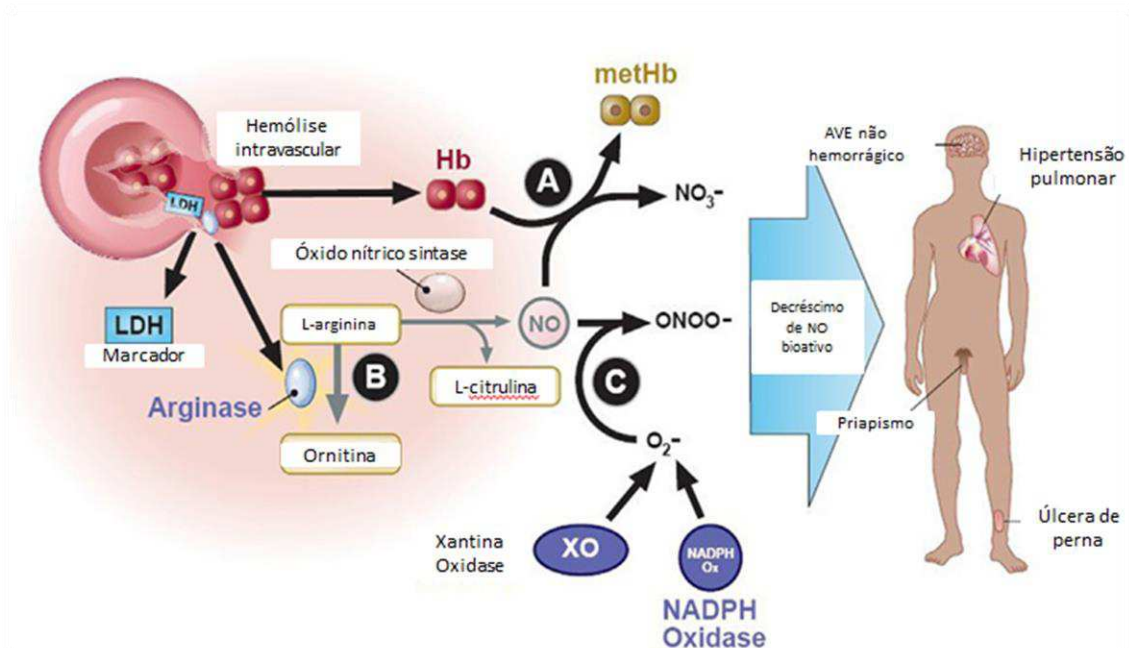 metHb
Hemólise
intravascular
Hb
A
NO₃⁻
LDH
Óxido nítrico sintase
LDH
Marcador
L-arginina
NO
ONOO⁻
B
L-citrulina
C
Arginase
Ornitina
O₂⁻
Xantina
Oxidase
XO
NADPH
Ox
NADPH
Oxidase
Decréscimo
de NO
bioativo
AVE não
hemorrágico
Hipertensão
pulmonar
Priapismo
Úlcera de
perna